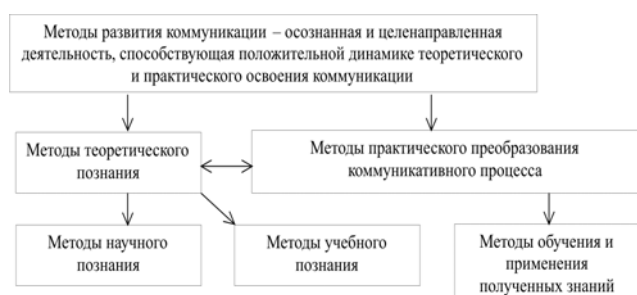 Методы развития коммуникации – осознанная и целенаправленная
деятельность, способствующая положительной динамике теоретического
и практического освоения коммуникации
Методы теоретического
познания
Методы практического преобразования
коммуникативного процесса
Методы научного
познания
Методы учебного
познания
Методы обучения и
применения
полученных знаний